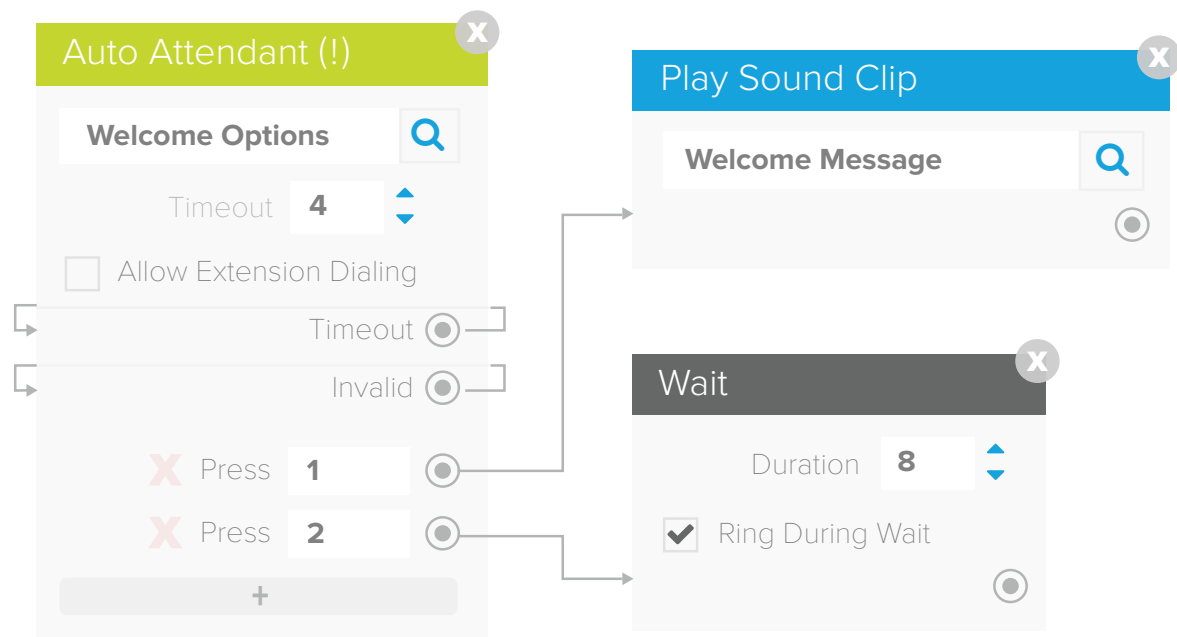 Auto Attendant (!)
X
Welcome Options
Timeout 4
Allow Extension Dialing
Timeout
Invalid
X Press 1
X Press 2
+
Play Sound Clip
X
Welcome Message
Wait
X
Duration 8
Ring During Wait